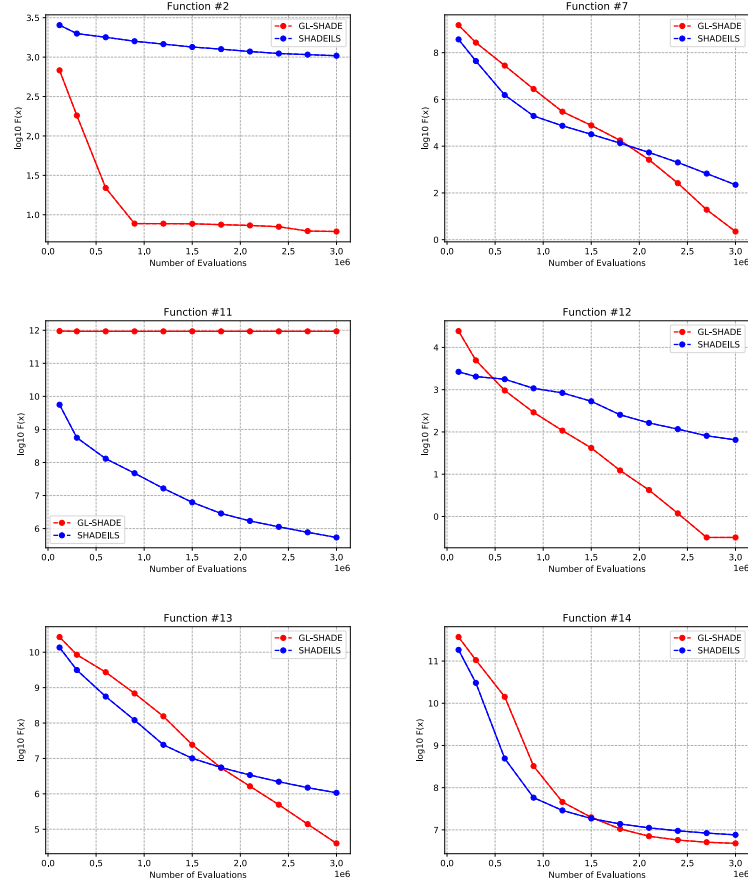 Function #2
3.5
3.0
2.5
2.0
1.5
1.0
log10 F(x)
GL-SHADE
SHADEILS
0,0 0,5 1,0 1,5 2,0 2,5 3,0
1e6
Number of Evaluations
Function #7
8
6
4
2
0
log10 F(x)
GL-SHADE
SHADEILS
0,0 0,5 1,0 1,5 2,0 2,5 3,0
1e6
Number of Evaluations
Function #11
12
11
10
9
8
7
6
log10 F(x)
GL-SHADE
SHADEILS
0,0 0,5 1,0 1,5 2,0 2,5 3,0
1e6
Number of Evaluations
Function #12
4
3
2
1
0
log10 F(x)
GL-SHADE
SHADEILS
0,0 0,5 1,0 1,5 2,0 2,5 3,0
1e6
Number of Evaluations
Function #13
10
9
8
7
6
5
log10 F(x)
GL-SHADE
SHADEILS
0,0 0,5 1,0 1,5 2,0 2,5 3,0
1e6
Number of Evaluations
Function #14
11
10
9
8
7
log10 F(x)
GL-SHADE
SHADEILS
0,0 0,5 1,0 1,5 2,0 2,5 3,0
1e6
Number of Evaluations